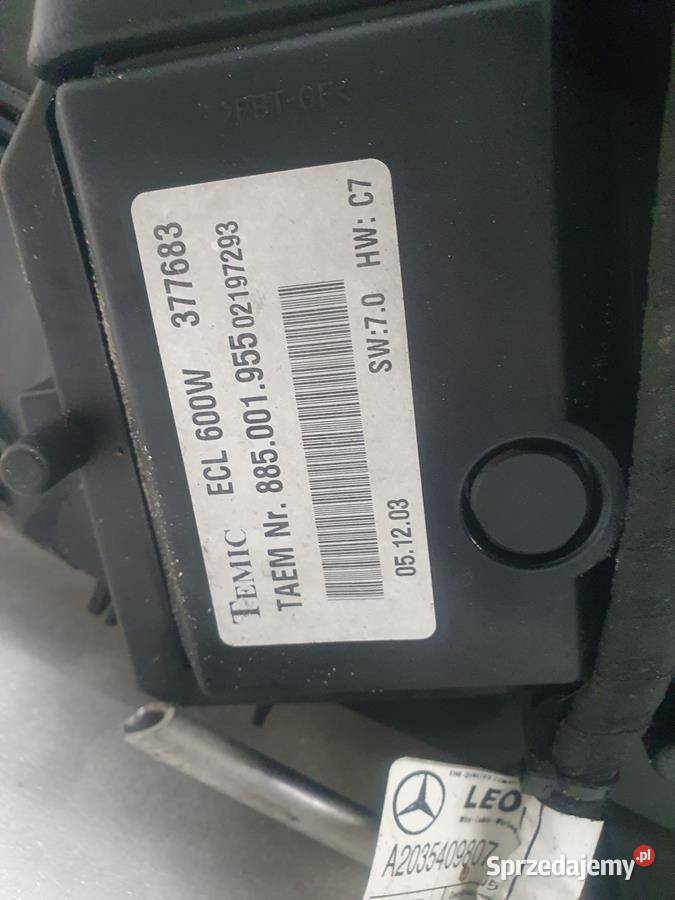 >PBT-GF<
TEMIC ECL 600W 377683
TAEM Nr. 885.001.955 02197293
05.12.03 SW:7.0 HW: C7
LEO
A2035409807
Sprzedajemy.pl